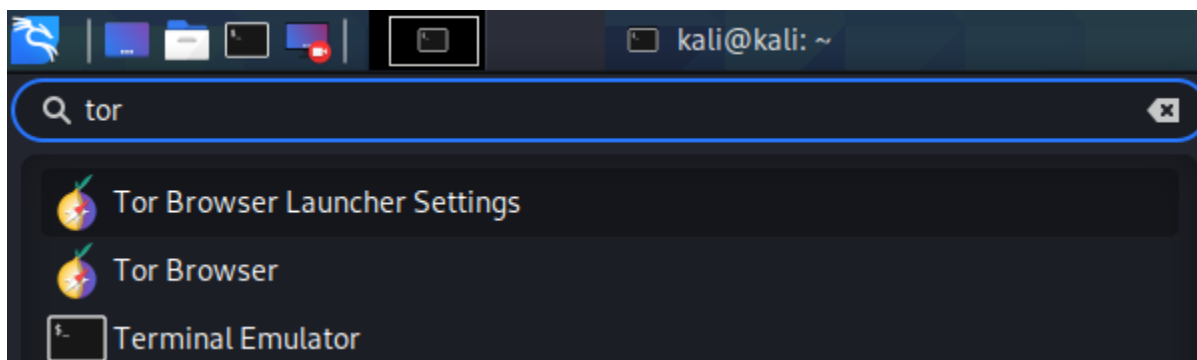 kali@kali: ~
tor
Tor Browser Launcher Settings
Tor Browser
$_
Terminal Emulator